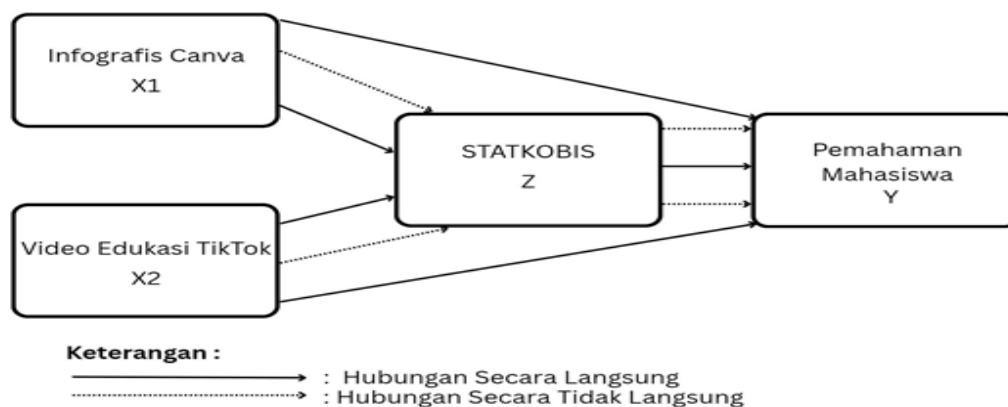 Infografis Canva
X1
STATKOBIS
Z
Pemahaman
Mahasiswa
Y
Video Edukasi TikTok
X2
Keterangan :
: Hubungan Secara Langsung
: Hubungan Secara Tidak Langsung